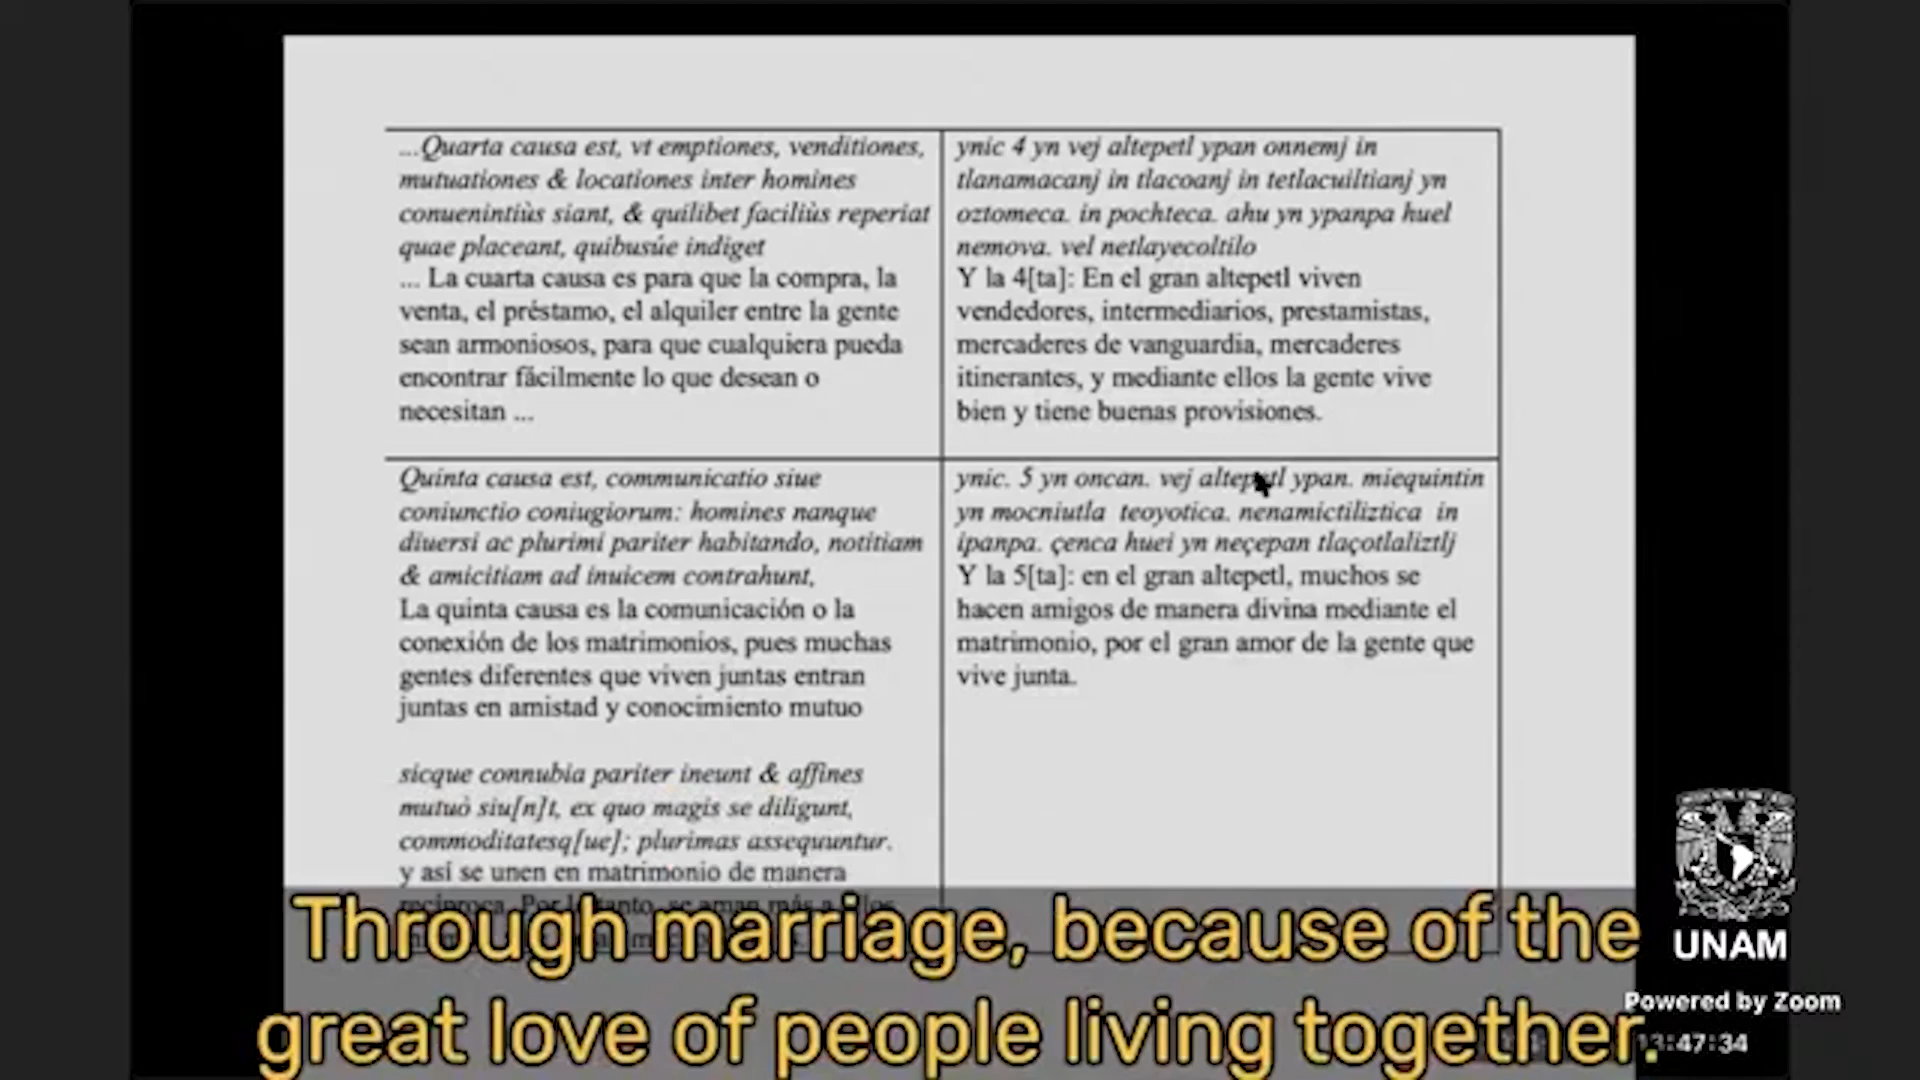 ...Quarta causa est, vt emptiones, venditiones,
mutuationes & locationes inter homines
conuenintiùs siant, & quilibet faciliùs reperiat
quae placeant, quibusúe indiget
... La cuarta causa es para que la compra, la
venta, el préstamo, el alquiler entre la gente
sean armoniosos, para que cualquiera pueda
encontrar fácilmente lo que desean o
necesitan ...
ynic 4 yn vej altepetl ypan onnemj in
tlanamacanj in tlacoanj in tetlacuiltianj yn
oztomeca. in pochteca. ahu yn ypanpa huel
nemova. vel netlayecoltilo
Y la 4[ta]: En el gran altepetl viven
vendedores, intermediarios, prestamistas,
mercaderes de vanguardia, mercaderes
itinerantes, y mediante ellos la gente vive
bien y tiene buenas provisiones.
Quinta causa est, communicatio siue
coniunctio coniugiorum: homines nanque
diuersi ac plurimi pariter habitando, notitiam
& amicitiam ad inuicem contrahunt,
La quinta causa es la comunicación o la
conexión de los matrimonios, pues muchas
gentes diferentes que viven juntas entran
juntas en amistad y conocimiento mutuo
sicque connubia pariter ineunt & affines
mutuò siu[n]t, ex quo magis se diligunt,
commoditatesq[ue]; plurimas assequuntur.
y así se unen en matrimonio de manera
recíproca. Por lo tanto, se aman más a ellos
ynic. 5 yn oncan. vej altepetl ypan. miequintin
yn mocniutla teoyotica. nenamictiliztica in
ipanpa. çenca huei yn neçepan tlaçotlaliztlj
Y la 5[ta]: en el gran altepetl, muchos se
hacen amigos de manera divina mediante el
matrimonio, por el gran amor de la gente que
vive junta.
Through marriage, because of the
great love of people living together.
UNAM
Powered by Zoom
13:47:34